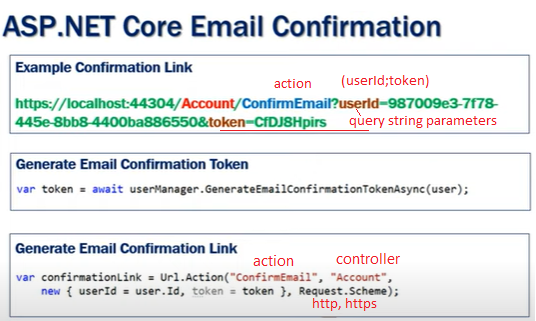 ASP.NET Core Email Confirmation
Example Confirmation Link
action (userId;token)
https://localhost:44304/Account/ConfirmEmail?userId=987009e3-7f78-
445e-8bb8-4400ba886550&token=CfDJ8Hpirs
query string parameters
Generate Email Confirmation Token
var token = await userManager.GenerateEmailConfirmationTokenAsync(user);
Generate Email Confirmation Link
action controller
var confirmationLink = Url.Action("ConfirmEmail", "Account",
new { userId = user.Id, token = token }, Request.Scheme);
http, https